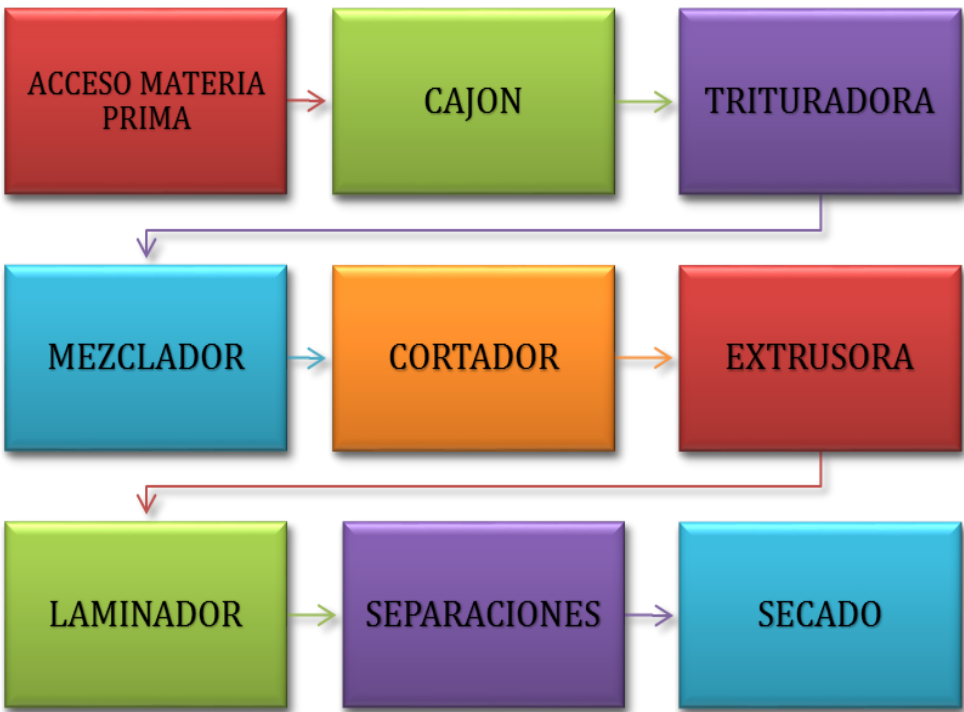 ACCESO MATERIA
PRIMA
CAJON
TRITURADORA
MEZCLADOR
CORTADOR
EXTRUSORA
LAMINADOR
SEPARACIONES
SECADO